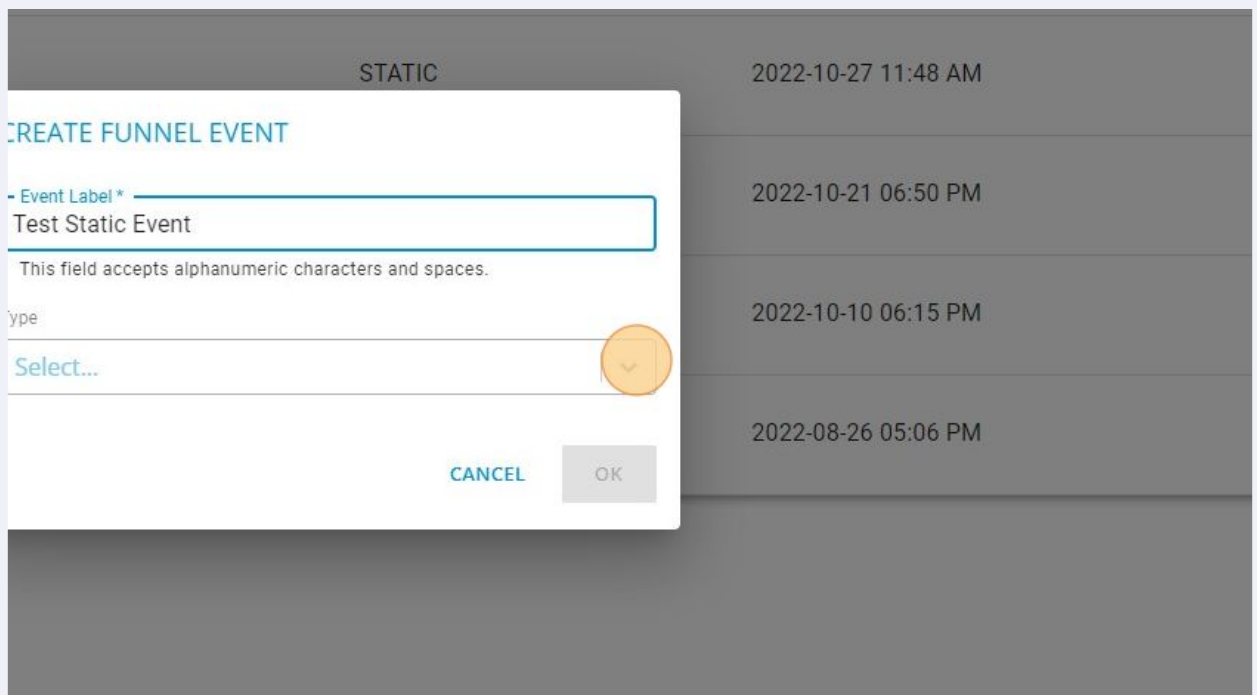 STATIC 2022-10-27 11:48 AM
CREATE FUNNEL EVENT
Event Label *
2022-10-21 06:50 PM
Test Static Event
This field accepts alphanumeric characters and spaces.
Type
2022-10-10 06:15 PM
Select...
2022-08-26 05:06 PM
CANCEL OK